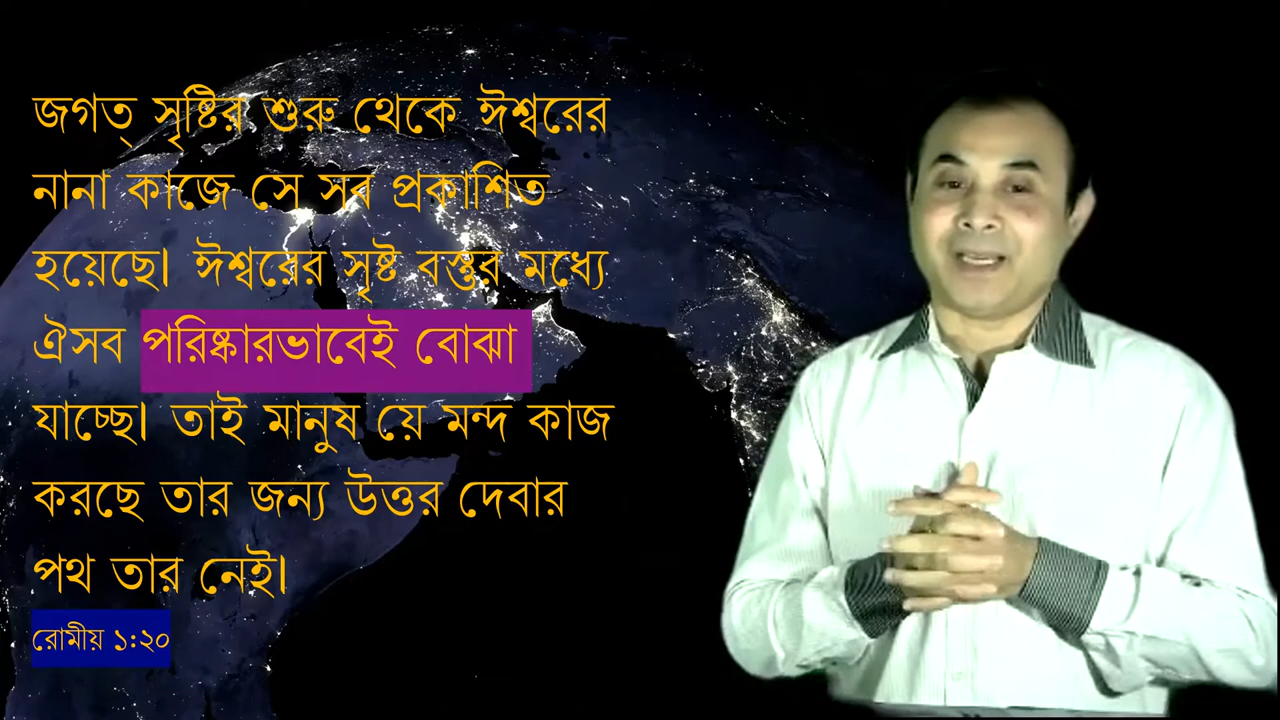 জগত্ সৃষ্টির শুরু থেকে ঈশ্বরের
নানা কাজে সে সব প্রকাশিত
হয়েছে৷ ঈশ্বরের সৃষ্ট বস্তুর মধ্যে
ঐসব পরিষ্কারভাবেই বোঝা
যাচ্ছে৷ তাই মানুষ য়ে মন্দ কাজ
করছে তার জন্য উত্তর দেবার
পথ তার নেই৷
রোমীয় ১:২০